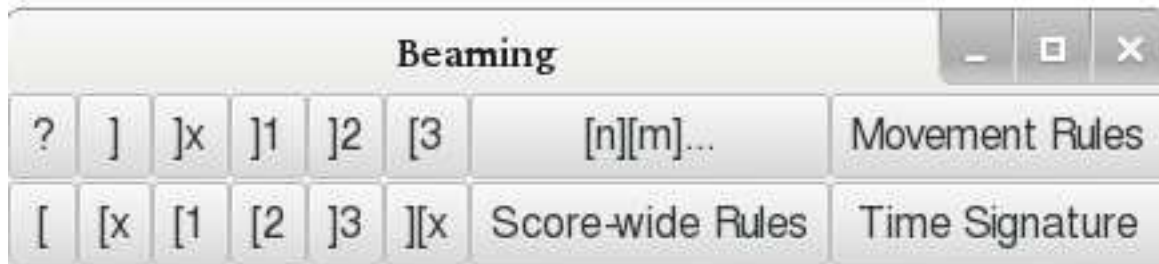 Beaming
? ] ]x ]1 ]2 [3 [n][m]... Movement Rules
[ [x [1 [2 ]3 ][x Score-wide Rules Time Signature